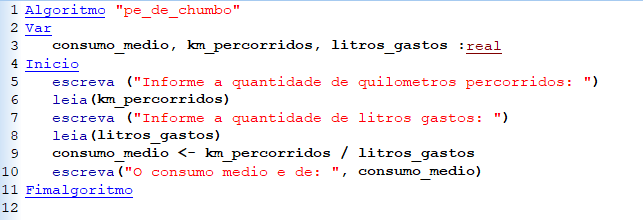 1 Algoritmo "pe_de_chumbo"
2 Var
3 consumo_medio, km_percorridos, litros_gastos :real
4 Inicio
5 escreva ("Informe a quantidade de quilometros percorridos: ")
6 leia(km_percorridos)
7 escreva ("Informe a quantidade de litros gastos: ")
8 leia(litros_gastos)
9 consumo_medio <- km_percorridos / litros_gastos
10 escreva("O consumo medio e de: ", consumo_medio)
11 Fimalgoritmo
12